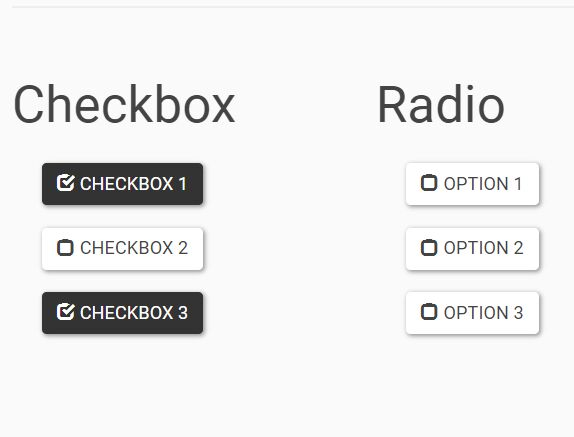 Checkbox
CHECKBOX 1
CHECKBOX 2
CHECKBOX 3
Radio
OPTION 1
OPTION 2
OPTION 3